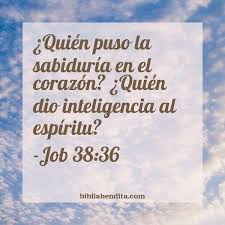 ¿Quién puso la
sabiduría en el
corazón? ¿Quién
dio inteligencia al
espíritu?
-Job 38:36
bibliabendita.com